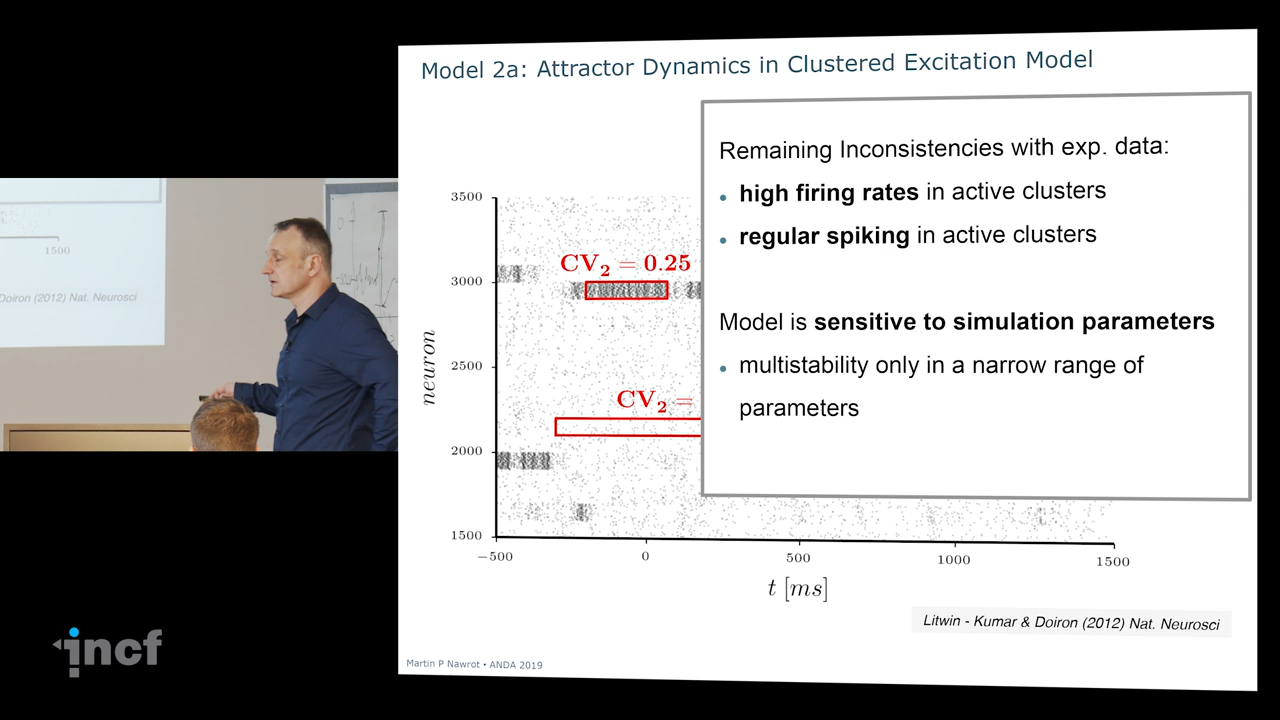 Model 2a: Attractor Dynamics in Clustered Excitation Model
Remaining Inconsistencies with exp. data:
• high firing rates in active clusters
• regular spiking in active clusters
Model is sensitive to simulation parameters
• multistability only in a narrow range of
parameters
3500
3000
2500
2000
1500
neuron
CV2 = 0.25
CV2 =
−500
0
500
1000
1500
t [ms]
Litwin - Kumar & Doiron (2012) Nat. Neurosci
Martin P Nawrot • ANDA 2019
1500
Doiron (2012) Nat. Neurosci
incf